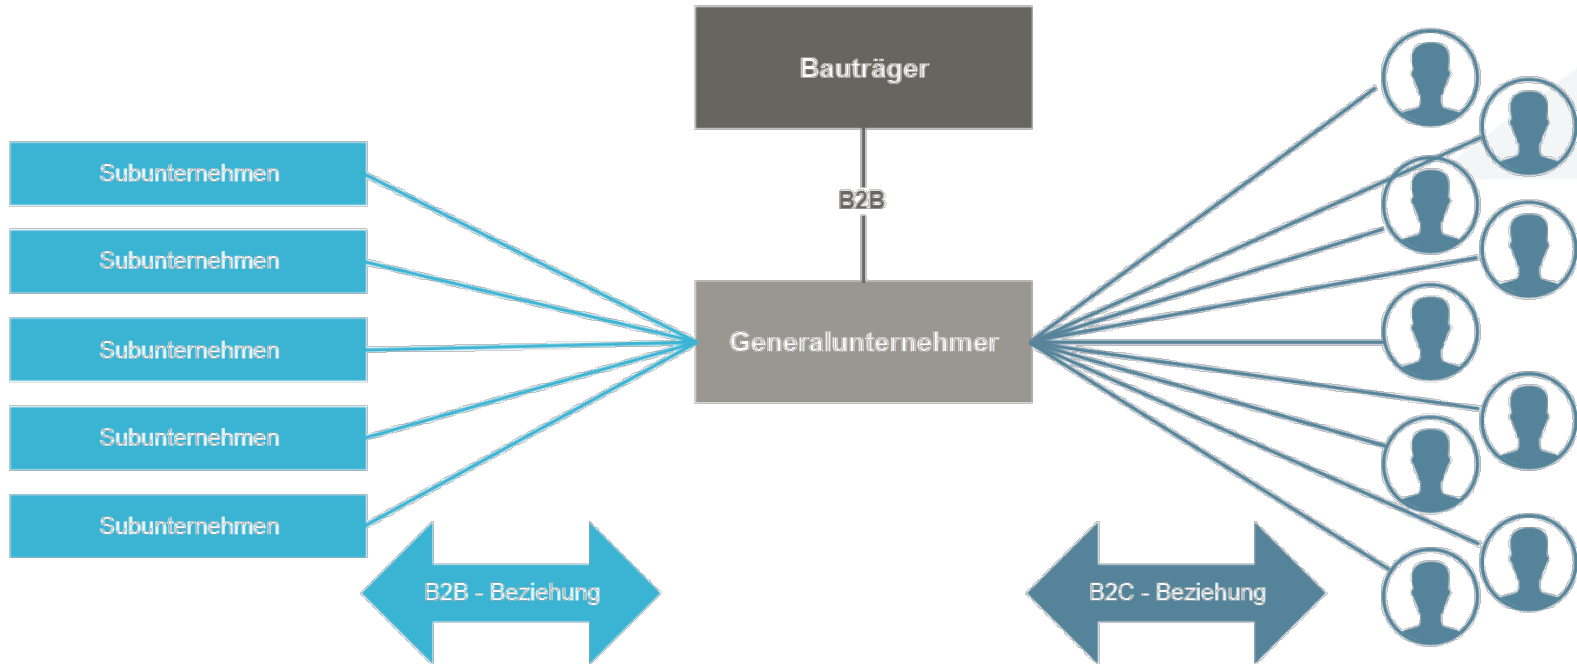 Bauträger
B2B
Generalunternehmer
Subunternehmen
Subunternehmen
Subunternehmen
Subunternehmen
Subunternehmen
B2B - Beziehung
B2C - Beziehung